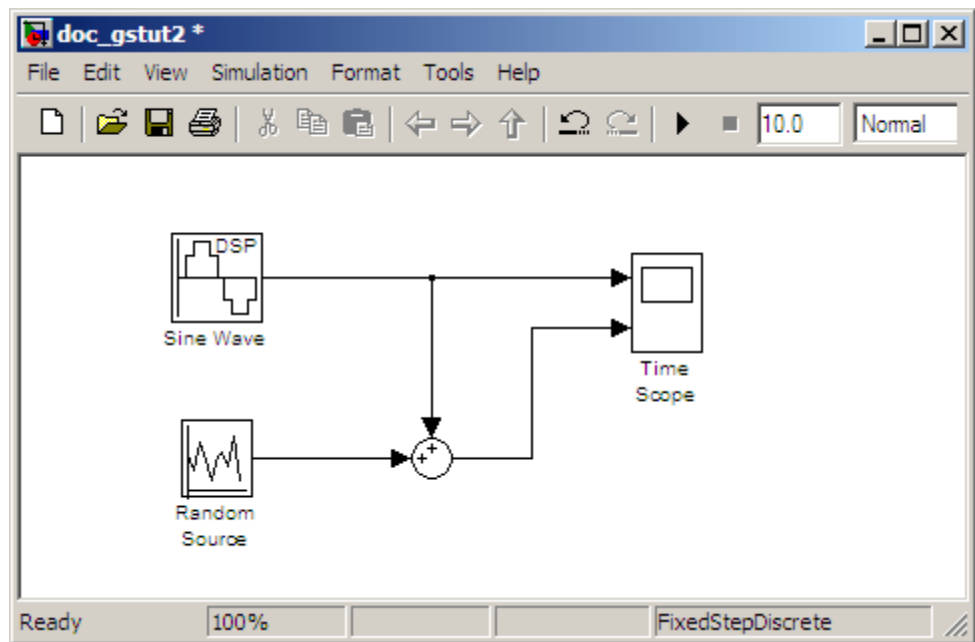 doc_gstut2 *
File Edit View Simulation Format Tools Help
10.0 Normal
DSP
Sine Wave
Time
Scope
+ +
Random
Source
Ready 100% FixedStepDiscrete